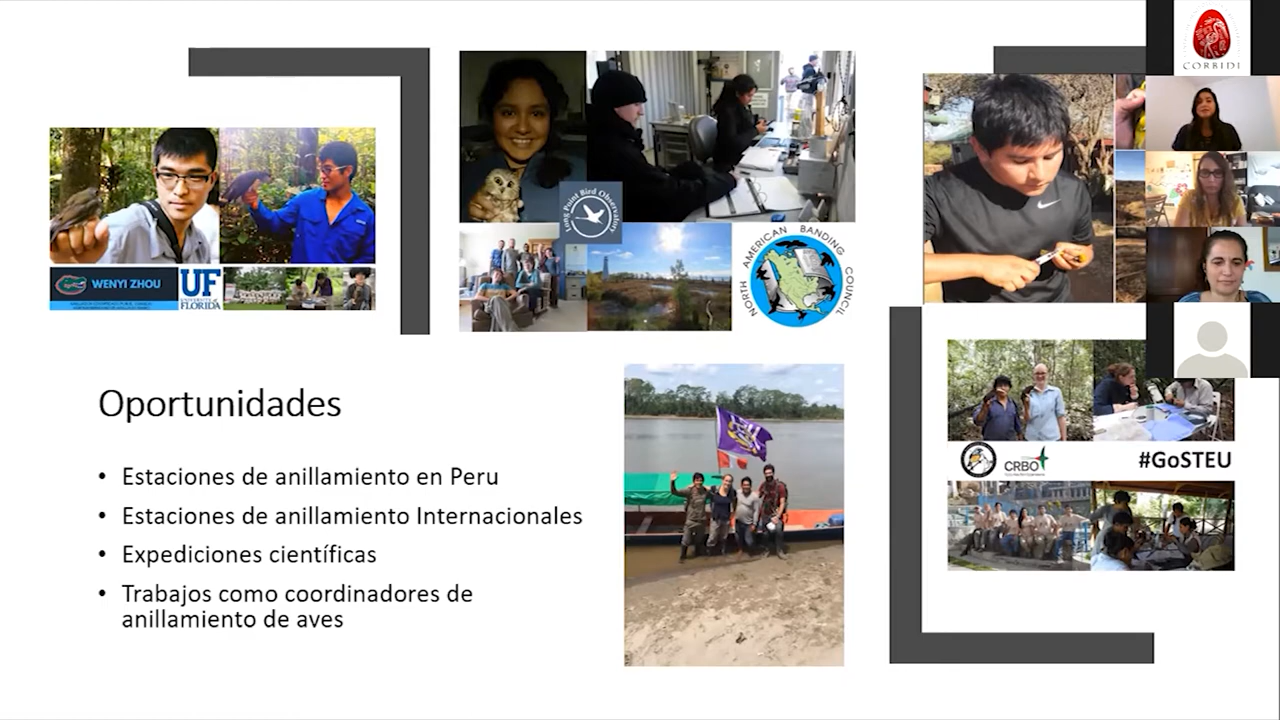 CORBIDI
WENYI ZHOU
UF
UNIVERSITY of
FLORIDA
Long Point Bird Observatory
NORTH AMERICAN BANDING COUNCIL
Oportunidades
• Estaciones de anillamiento en Peru
• Estaciones de anillamiento Internacionales
• Expediciones científicas
• Trabajos como coordinadores de
anillamiento de aves
CRBO
#GoSTEU